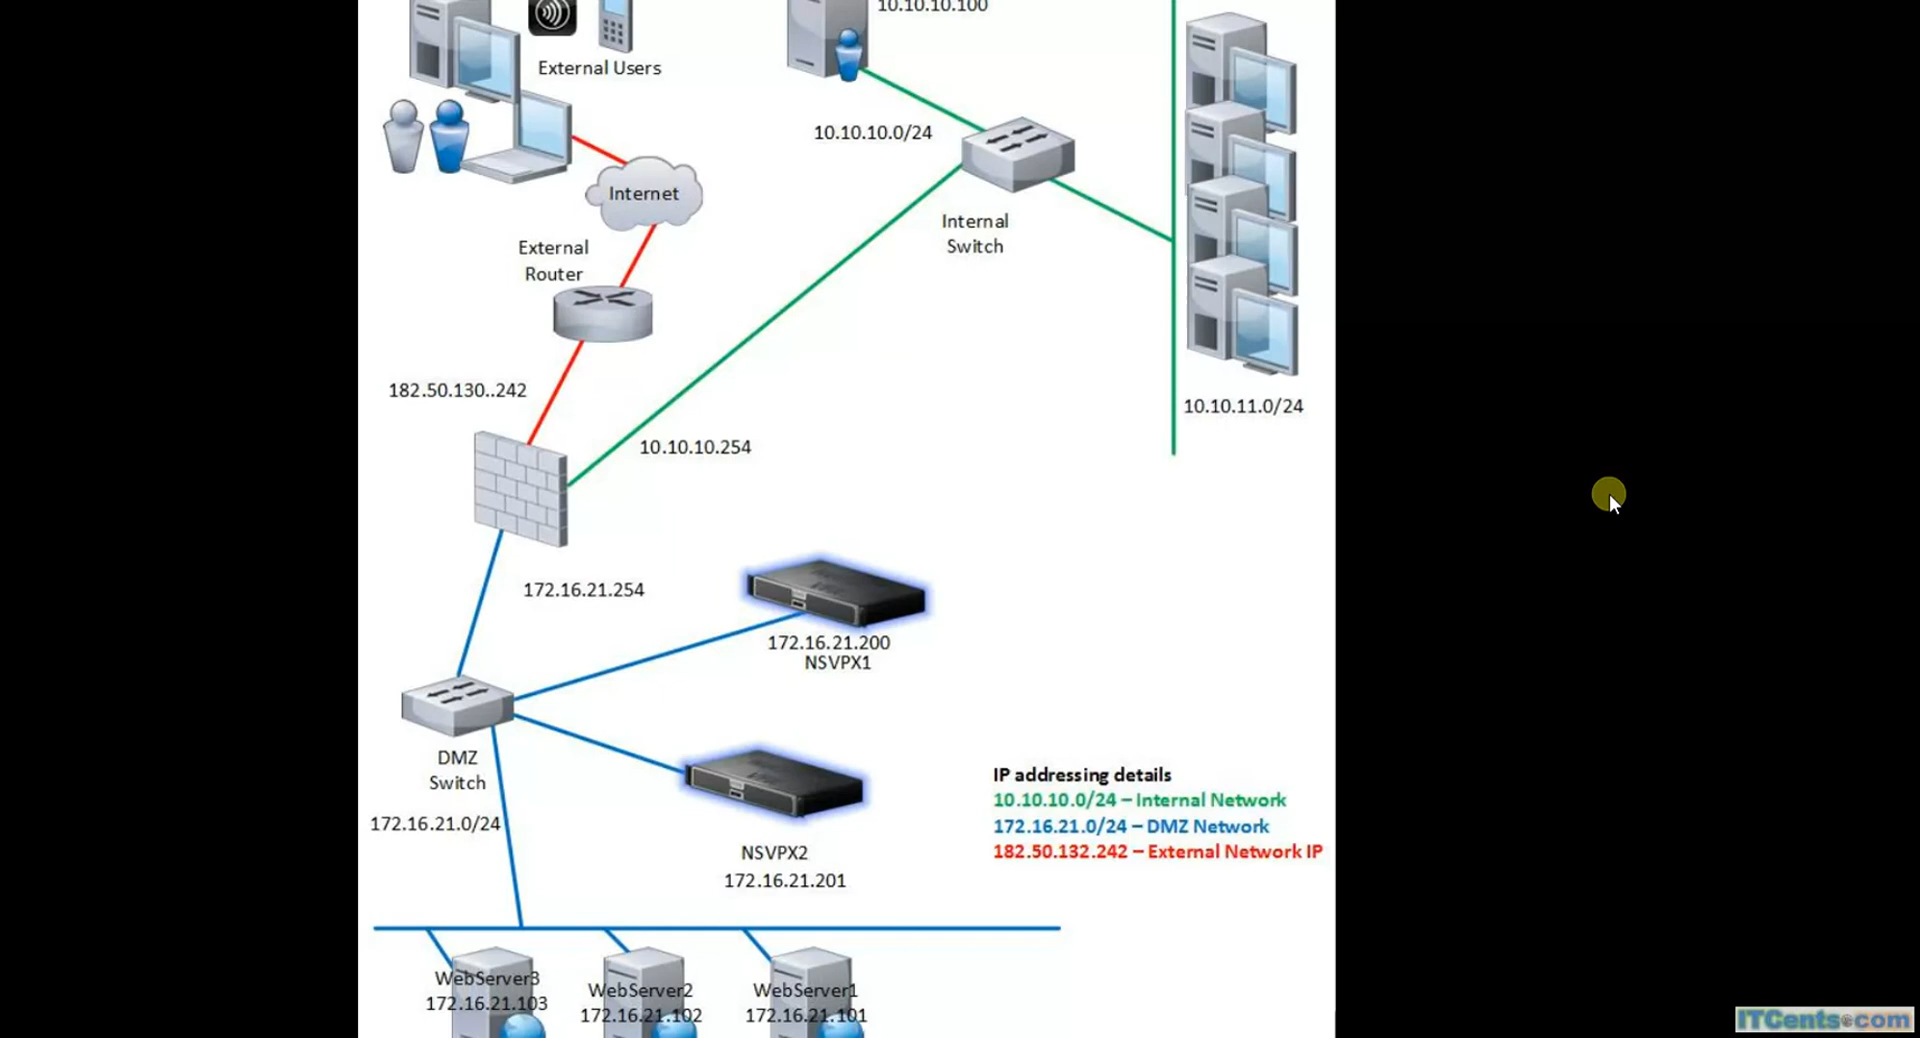 10.10.10.100
External Users
10.10.10.0/24
Internet
Internal
Switch
External
Router
182.50.130..242
10.10.11.0/24
10.10.10.254
172.16.21.254
172.16.21.200
NSVPX1
DMZ
Switch
172.16.21.0/24
NSVPX2
172.16.21.201
IP addressing details
10.10.10.0/24 – Internal Network
172.16.21.0/24 – DMZ Network
182.50.132.242 – External Network IP
WebServer3
172.16.21.103
WebServer2
172.16.21.102
WebServer1
172.16.21.101
ITCents.com